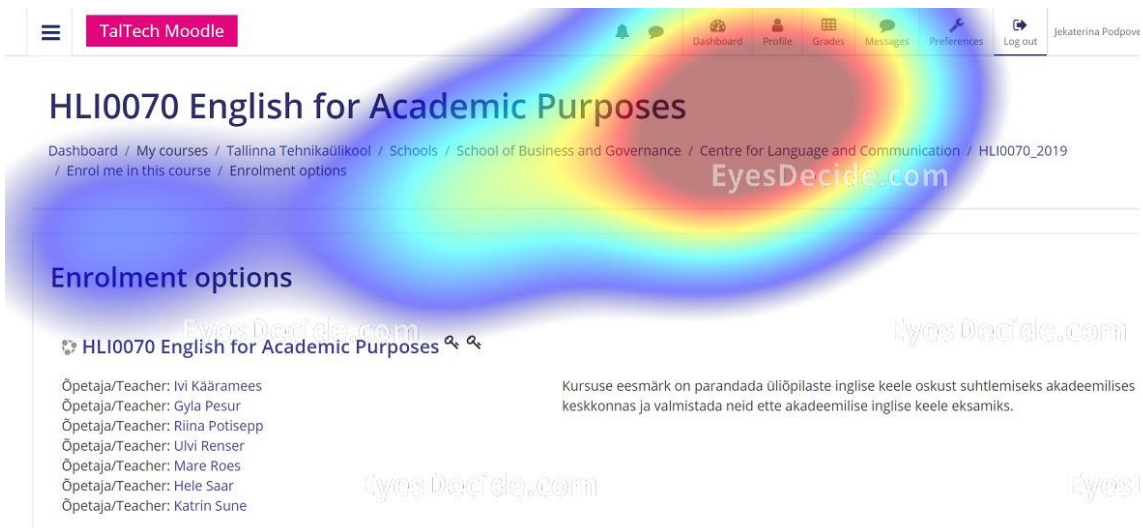 TalTech Moodle
Dashboard Profile Grades Messages Preferences Log out Jekaterina Podpove
HLI0070 English for Academic Purposes
Dashboard / My courses / Tallinna Tehnikaülikool / Schools / School of Business and Governance / Centre for Language and Communication / HLI0070_2019
/ Enrol me in this course / Enrolment options
EyesDecide.com
Enrolment options
EyesDecide.com
EyesDecide.com
HLI0070 English for Academic Purposes
Õpetaja/Teacher: Ivi Kääramees
Õpetaja/Teacher: Gyla Pesur
Õpetaja/Teacher: Riina Potisepp
Õpetaja/Teacher: Ulvi Renser
Õpetaja/Teacher: Mare Roes
Õpetaja/Teacher: Hele Saar
Õpetaja/Teacher: Katrin Sune
Kursuse eesmärk on parandada üliõpilaste inglise keele oskust suhtlemiseks akadeemilises
keskkonnas ja valmistada neid ette akadeemilise inglise keele eksamiks.
EyesDecide.com
Eyes